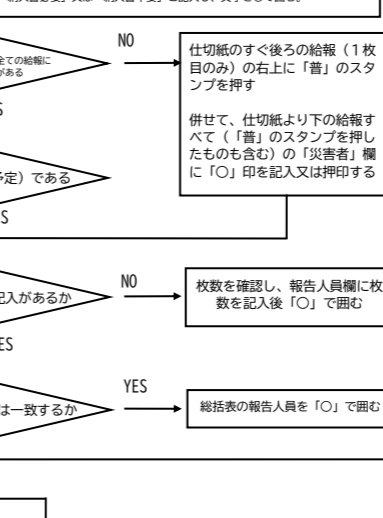 NO
全ての給報に
がある
仕切紙のすぐ後ろの給報（１枚
目のみ）の右上に「普」のスタ
ンプを押す
併せて、仕切紙より下の給報す
べて（「普」のスタンプを押し
たものも含む）の「災害者」欄
に「○」印を記入又は押印する
S
予定）である
ES
記入があるか
NO
枚数を確認し、報告人員欄に枚
数を記入後「○」で囲む
YES
は一致するか
YES
総括表の報告人員を「○」で囲む